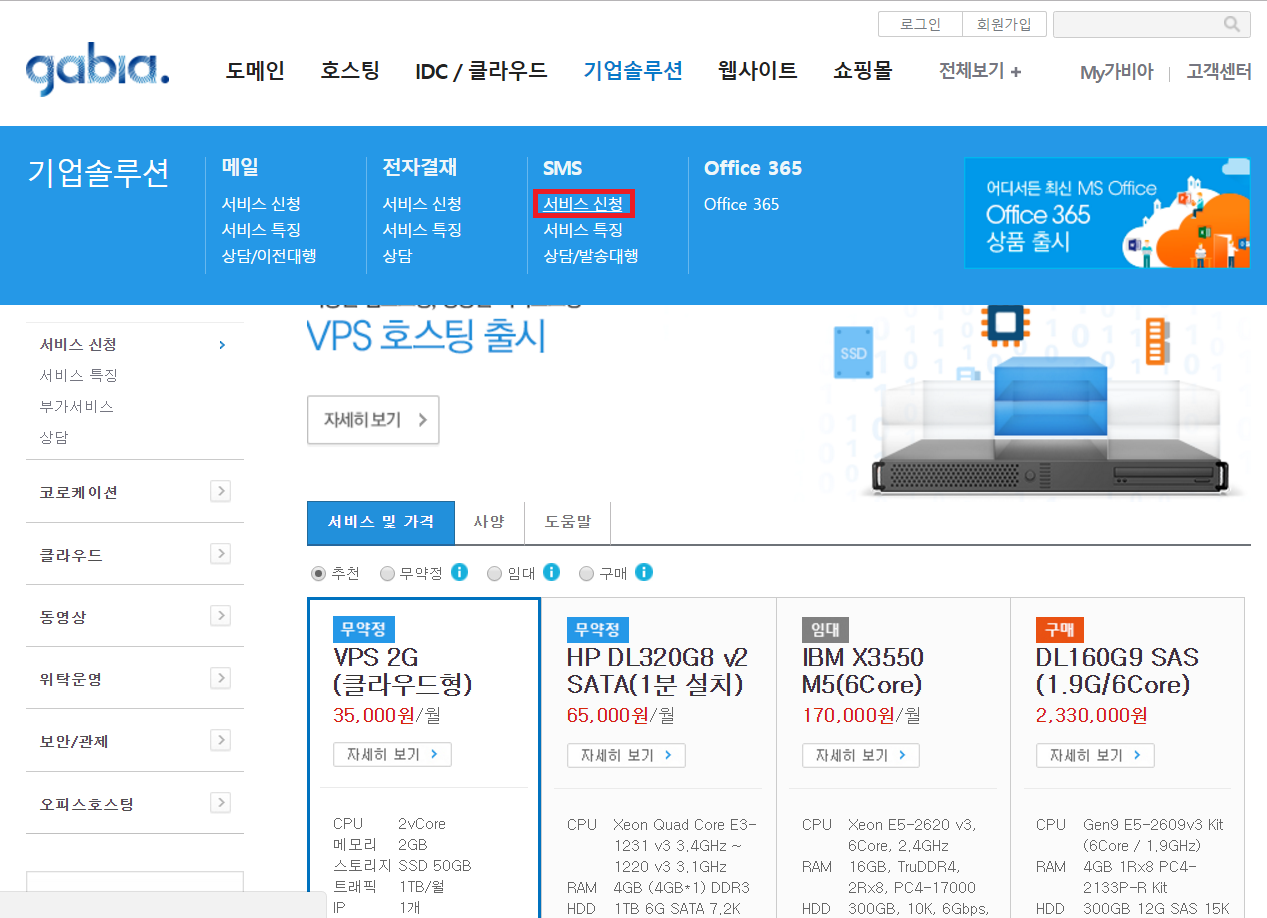 로그인
회원가입
gabia.
도메인
호스팅
IDC / 클라우드
기업솔루션
웹사이트
쇼핑몰
전체보기 +
My가비아
고객센터
기업솔루션
메일
서비스 신청
서비스 특징
상담/이전대행
전자결재
서비스 신청
서비스 특징
상담
SMS
서비스 신청
서비스 특징
상담/발송대행
Office 365
Office 365
어디서든 최신 MS Office
Office 365
상품 출시
서비스 신청
서비스 특징
부가서비스
상담
코로케이션
클라우드
동영상
위탁운영
보안/관제
오피스호스팅
VPS 호스팅 출시
자세히 보기
SSD
서비스 및 가격
사양
도움말
추천
무약정
임대
구매
무약정
VPS 2G
(클라우드형)
35,000원/월
자세히 보기
CPU 2vCore
메모리 2GB
스토리지 SSD 50GB
트래픽 1TB/월
IP 1개
무약정
HP DL320G8 v2
SATA(1분 설치)
65,000원/월
자세히 보기
CPU Xeon Quad Core E3-
1231 v3 3.4GHz ~
1220 v3 3.1GHz
RAM 4GB (4GB*1) DDR3
HDD 1TB 6G SATA 7.2K
임대
IBM X3550
M5(6Core)
170,000원/월
자세히 보기
CPU Xeon E5-2620 v3,
6Core, 2.4GHz
RAM 16GB, TruDDR4,
2Rx8, PC4-17000
HDD 300GB, 10K, 6Gbps,
구매
DL160G9 SAS
(1.9G/6Core)
2,330,000원
자세히 보기
CPU Gen9 E5-2609v3 Kit
(6Core / 1.9GHz)
RAM 4GB 1Rx8 PC4-
2133P-R Kit
HDD 300GB 12G SAS 15K